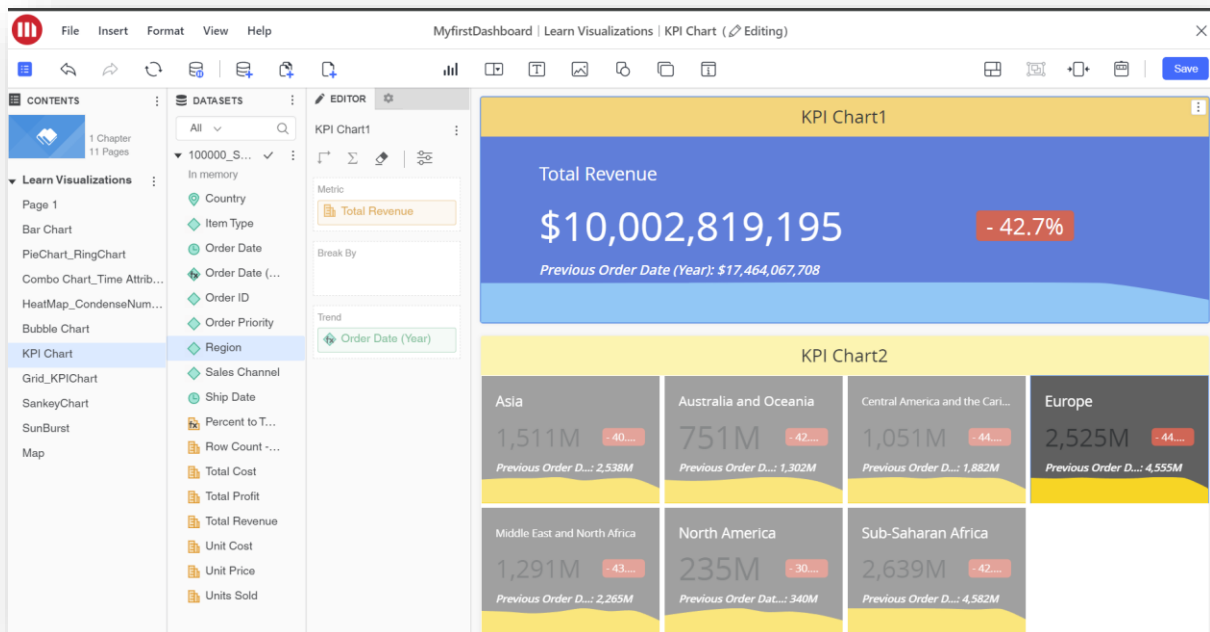 File Insert Format View Help
MyfirstDashboard | Learn Visualizations | KPI Chart ( Editing)
Save
CONTENTS
1 Chapter
11 Pages
Learn Visualizations
Page 1
Bar Chart
PieChart_RingChart
Combo Chart_Time Attrib...
HeatMap_CondenseNum...
Bubble Chart
KPI Chart
Grid_KPIChart
SankeyChart
SunBurst
Map
DATASETS
All
100000_S...
In memory
Country
Item Type
Order Date
Order Date (...
Order ID
Order Priority
Region
Sales Channel
Ship Date
Percent to T...
Row Count -...
Total Cost
Total Profit
Total Revenue
Unit Cost
Unit Price
Units Sold
EDITOR
KPI Chart1
Metric
Total Revenue
Break By
Trend
Order Date (Year)
KPI Chart1
Total Revenue
$10,002,819,195
- 42.7%
Previous Order Date (Year): $17,464,067,708
KPI Chart2
Asia
1,511M
- 40....
Previous Order D...: 2,538M
Australia and Oceania
751M
- 42....
Previous Order D...: 1,302M
Central America and the Cari...
1,051M
- 44....
Previous Order D...: 1,882M
Europe
2,525M
- 44....
Previous Order D...: 4,555M
Middle East and North Africa
1,291M
- 43....
Previous Order D...: 2,265M
North America
235M
- 30....
Previous Order Dat...: 340M
Sub-Saharan Africa
2,639M
- 42....
Previous Order D...: 4,582M